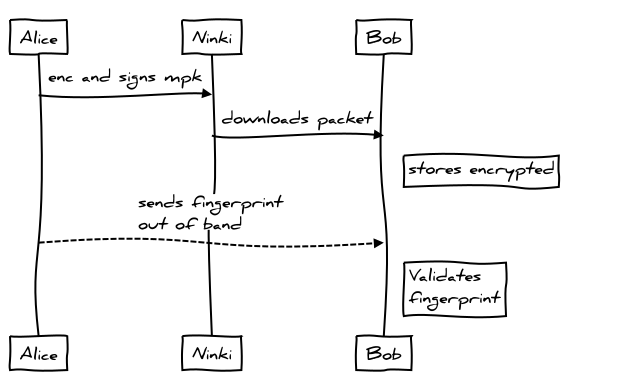 Alice
Ninki
Bob
enc and signs mpk
downloads packet
stores encrypted
sends fingerprint
out of band
Validates
fingerprint
Alice
Ninki
Bob